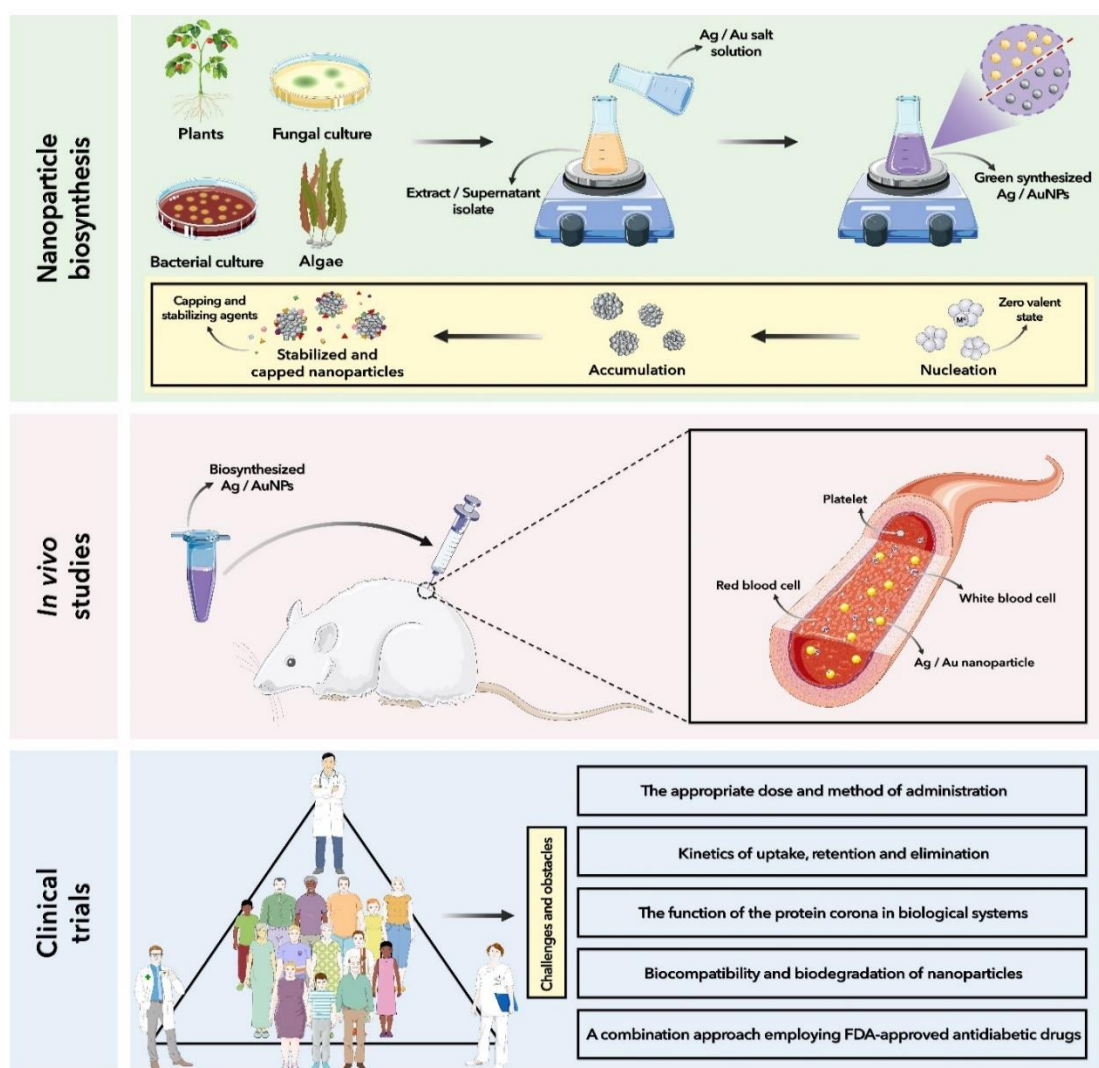 Nanoparticle
biosynthesis
Plants
Fungal culture
Bacterial culture
Algae
Ag / Au salt
solution
Extract / Supernatant
isolate
Green synthesized
Ag / AuNPs
Capping and
stabilizing agents
Stabilized and
capped nanoparticles
Accumulation
Zero valent
state
M⁰
Nucleation
In vivo
studies
Biosynthesized
Ag / AuNPs
Platelet
Red blood cell
White blood cell
Ag / Au nanoparticle
Clinical
trials
Challenges and obstacles
The appropriate dose and method of administration
Kinetics of uptake, retention and elimination
The function of the protein corona in biological systems
Biocompatibility and biodegradation of nanoparticles
A combination approach employing FDA-approved antidiabetic drugs